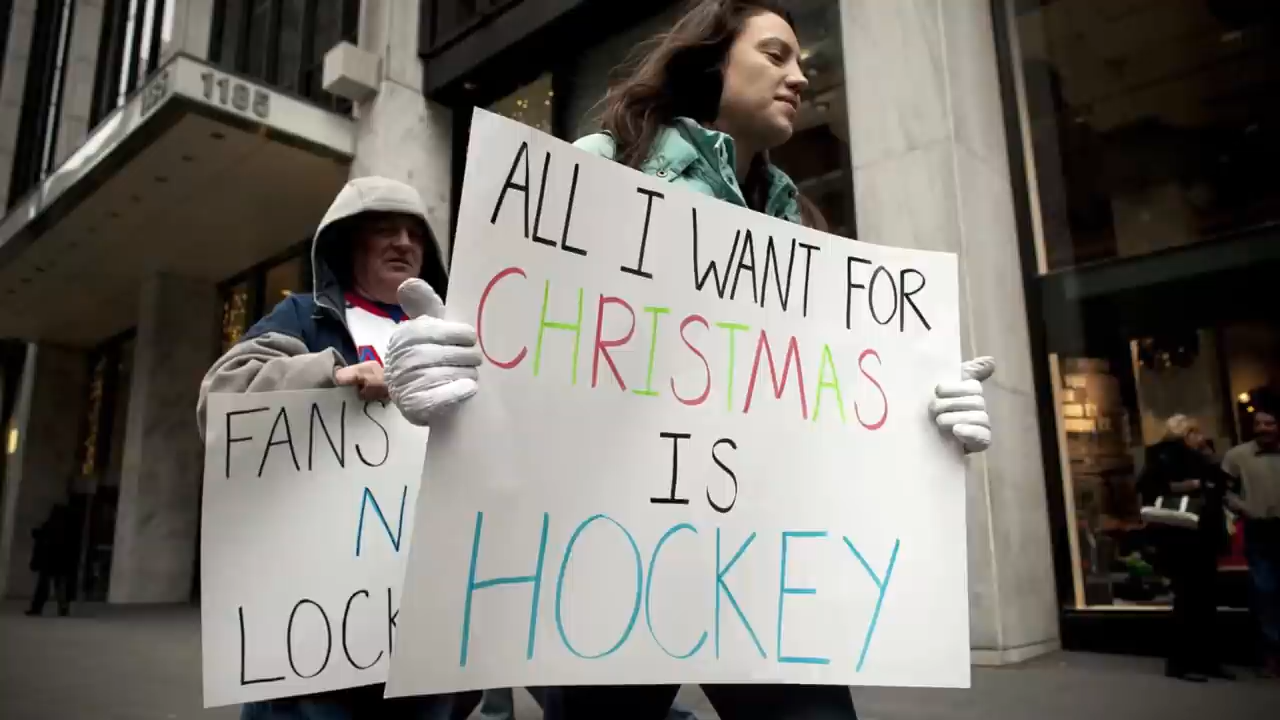 1185
ALL I WANT FOR
CHRISTMAS
IS
HOCKEY
FANS
N
LOCK